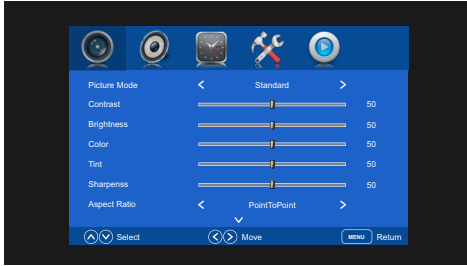 Picture Mode Standard
Contrast 50
Brightness 50
Color 50
Tint 50
Sharpenss 50
Aspect Ratio PointToPoint
Select Move MENU Return